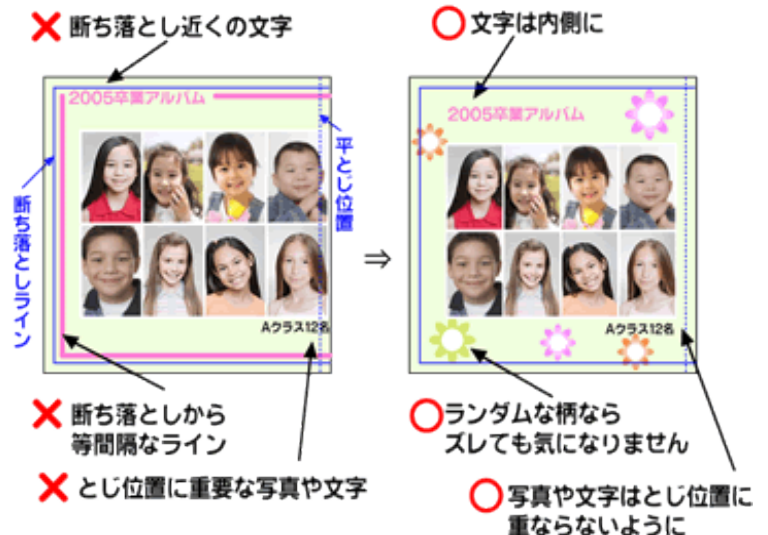 ❌ 断ち落とし近くの文字
2005卒業アルバム
断ち落としライン
平とじ位置
Aクラス12名
❌ 断ち落としから
等間隔なライン
❌ とじ位置に重要な写真や文字
⇒
◯ 文字は内側に
2005卒業アルバム
Aクラス12名
◯ ランダムな柄なら
ズレても気になりません
◯ 写真や文字はとじ位置に
重ならないように